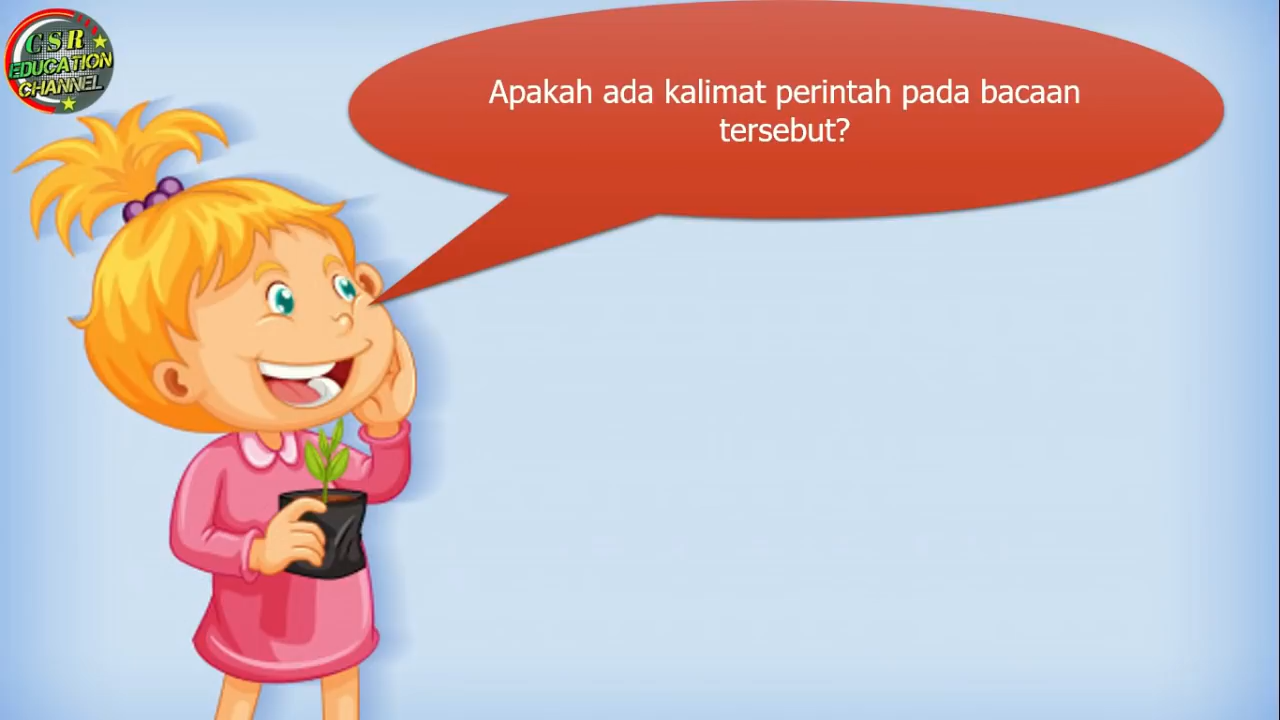 CSR
EDUCATION
CHANNEL
Apakah ada kalimat perintah pada bacaan
tersebut?